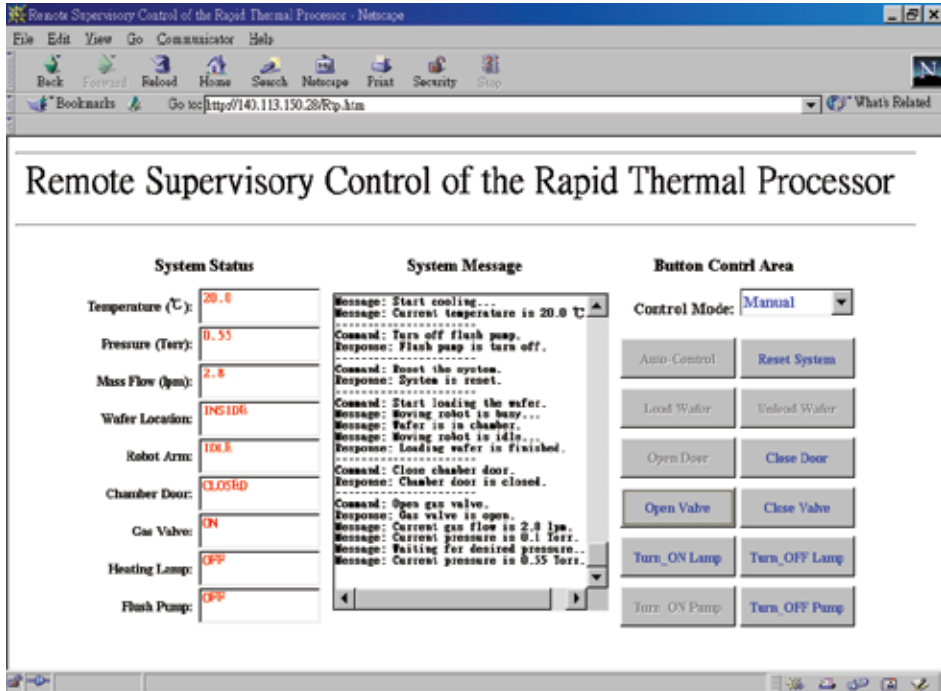 Remote Supervisory Control of the Rapid Thermal Processor - Netscape
File Edit View Go Communicator Help
Back Forward Reload Home Search Netscape Print Security Stop
Bookmarks Go to: http://140.113.150.28/Rtp.htm What's Related
Remote Supervisory Control of the Rapid Thermal Processor
System Status
Temperature (℃): 20.0
Pressure (Torr): 0.55
Mass Flow (lpm): 2.8
Wafer Location: INSIDE
Robot Arm: IDLE
Chamber Door: CLOSED
Gas Valve: ON
Heating Lamp: OFF
Flush Pump: OFF
System Message
Message: Start cooling...
Message: Current temperature is 20.0 ℃
--------------------
Command: Turn off flush pump.
Response: Flush pump is turn off.
--------------------
Command: Reset the system.
Response: System is reset.
--------------------
Command: Start loading the wafer.
Message: Moving robot is busy...
Message: Wafer is in chamber.
Message: Moving robot is idle...
Response: Loading wafer is finished.
--------------------
Command: Close chamber door.
Response: Chamber door is closed.
--------------------
Command: Open gas valve.
Response: Gas valve is open.
Message: Current gas flow is 2.8 lpm.
Message: Current pressure is 0.1 Torr.
Message: Waiting for desired pressure..
Message: Current pressure is 0.55 Torr.
Button Contrl Area
Control Mode: Manual
Auto-Control Reset System
Load Wafer Unload Wafer
Open Door Close Door
Open Valve Close Valve
Turn_ON Lamp Turn_OFF Lamp
Turn_ON Pump Turn_OFF Pump